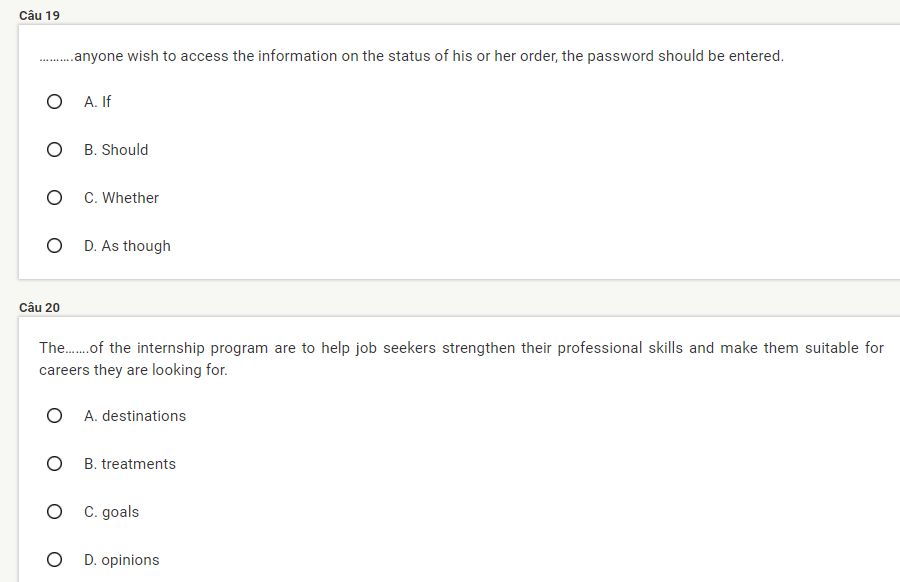 Câu 19
..........anyone wish to access the information on the status of his or her order, the password should be entered.
A. If
B. Should
C. Whether
D. As though
Câu 20
The.......of the internship program are to help job seekers strengthen their professional skills and make them suitable for
careers they are looking for.
A. destinations
B. treatments
C. goals
D. opinions